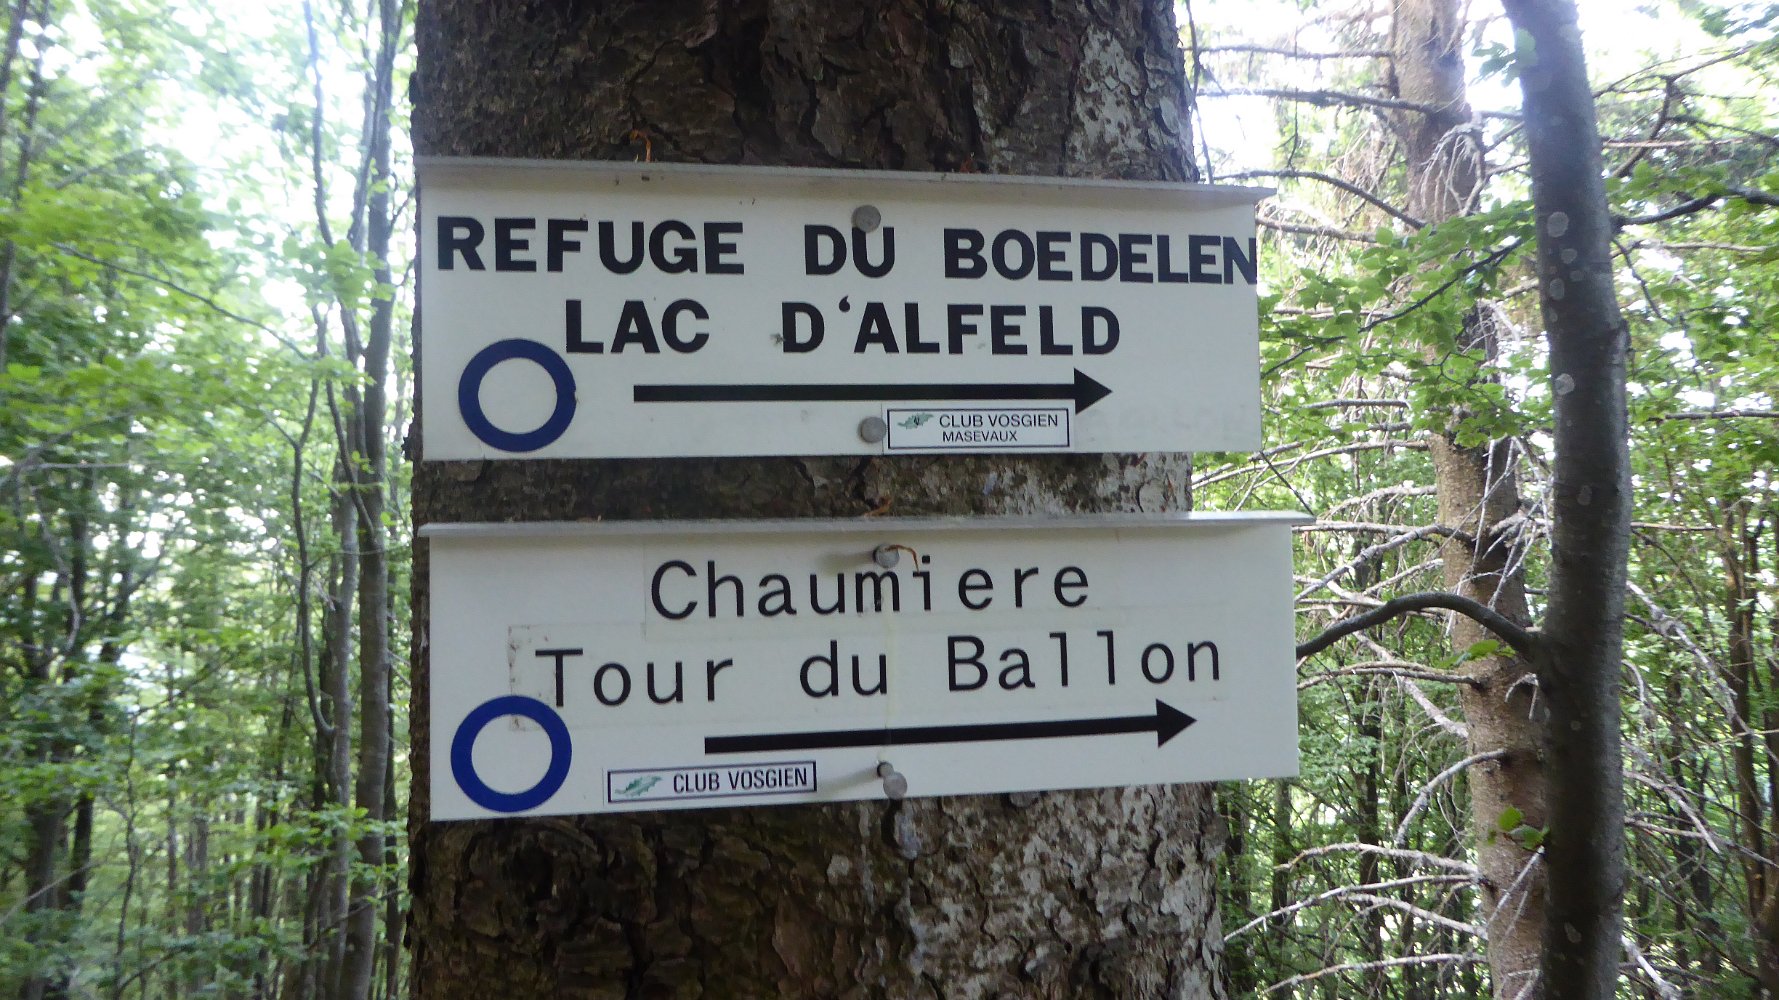 REFUGE DU BOEDELEN
LAC D'ALFELD
CLUB VOSGIEN
MASEVAUX
Chaumiere
Tour du Ballon
CLUB VOSGIEN